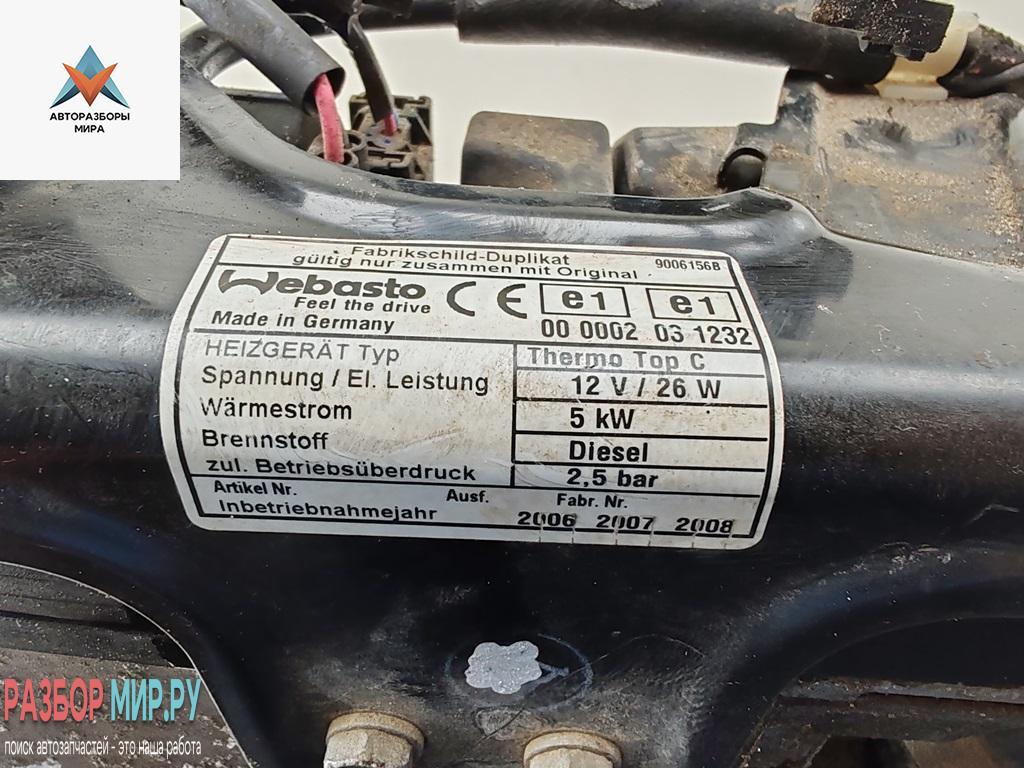 АВТОРАЗБОРЫ
МИРА
Fabrikschild-Duplikat
gültig nur zusammen mit Original
9006156B
Webasto
Feel the drive
Made in Germany
CE e1 e1
00 0002 03 1232
HEIZGERÄT Typ Thermo Top C
Spannung / El. Leistung 12 V / 26 W
Wärmestrom 5 kW
Brennstoff Diesel
zul. Betriebsüberdruck 2,5 bar
Artikel Nr. Ausf. Fabr. Nr.
Inbetriebnahmejahr 2006 2007 2008
РАЗБОР МИР.РУ
поиск автозапчастей - это наша работа